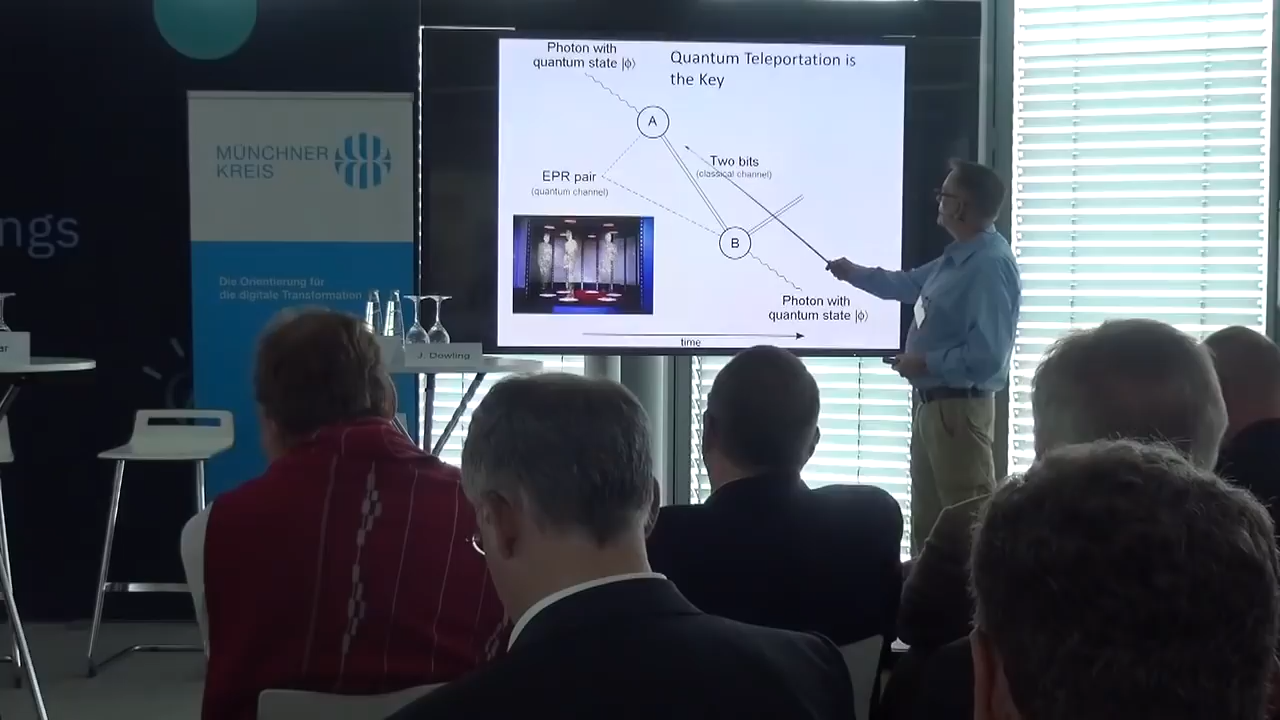 Photon with
quantum state |ϕ⟩
Quantum Teleportation is
the Key
A
Two bits
(classical channel)
EPR pair
(quantum channel)
B
Photon with
quantum state |ϕ⟩
time
MÜNCHNER
KREIS
Die Orientierung für
die digitale Transformation
ngs
J. Dowling
ar